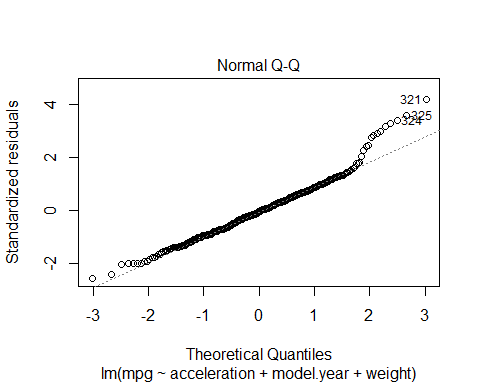 Normal Q-Q
Standardized residuals
4
2
0
-2
321
325
324
-3 -2 -1 0 1 2 3
Theoretical Quantiles
lm(mpg ~ acceleration + model.year + weight)